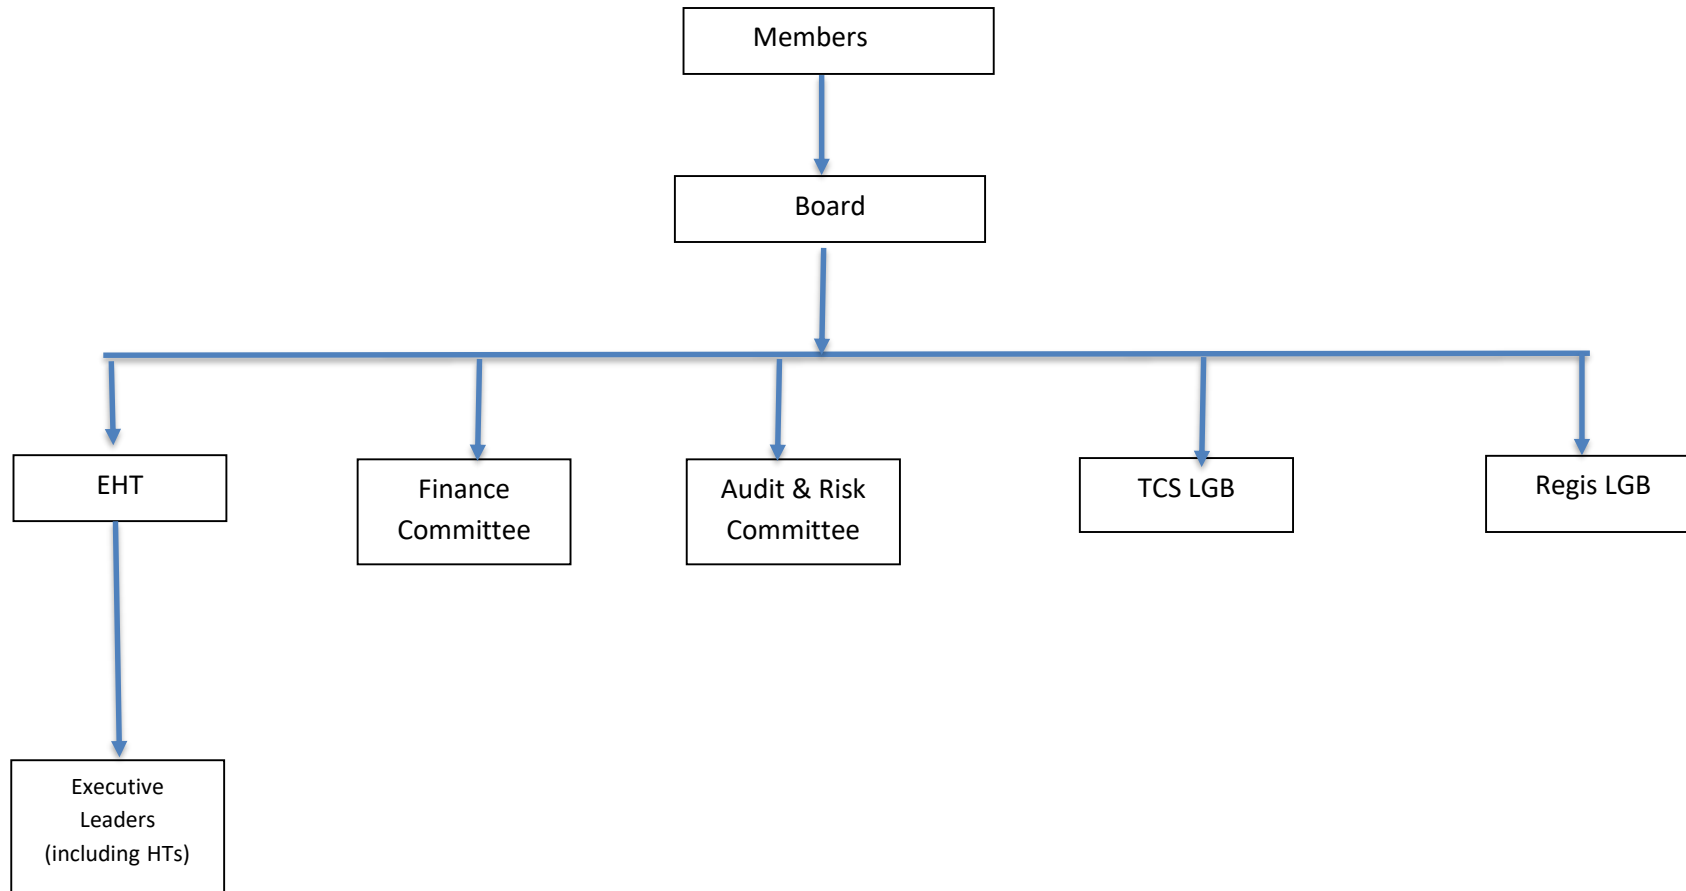 Members
Board
EHT
Finance
Committee
Audit & Risk
Committee
TCS LGB
Regis LGB
Executive
Leaders
(including HTs)